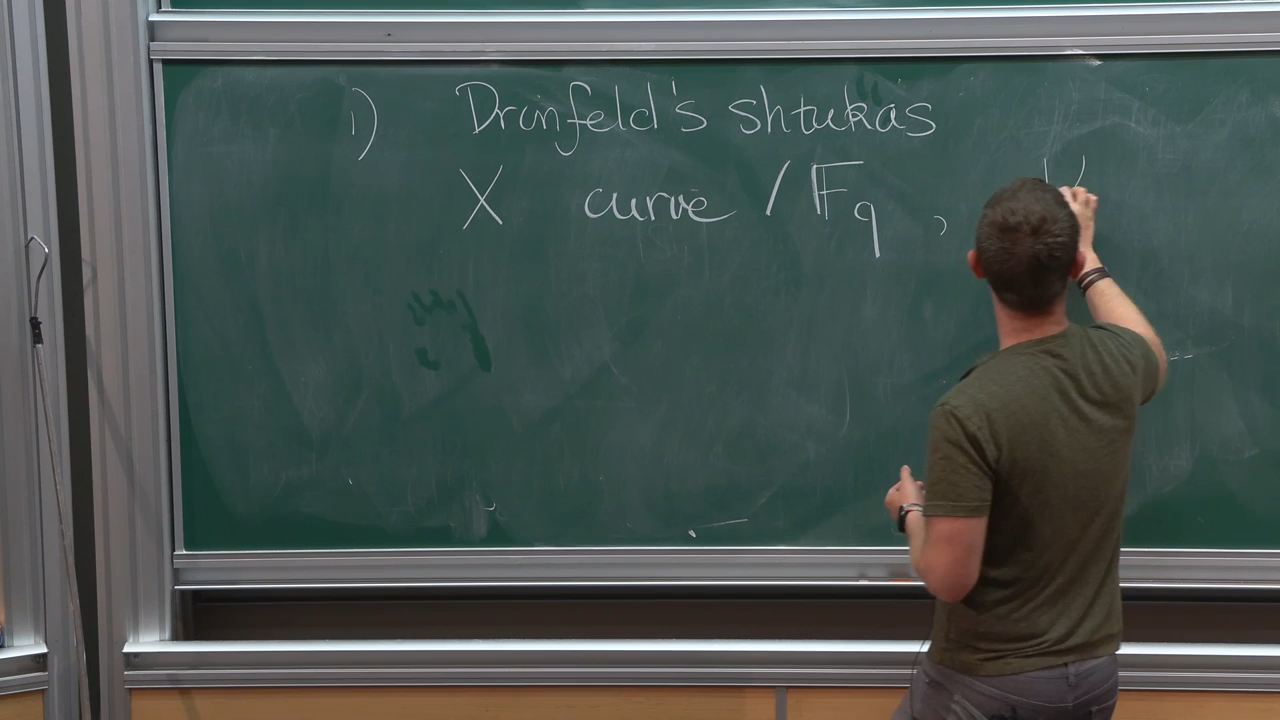 1) Drinfeld's shtukas
X curve / 𝔽q ,